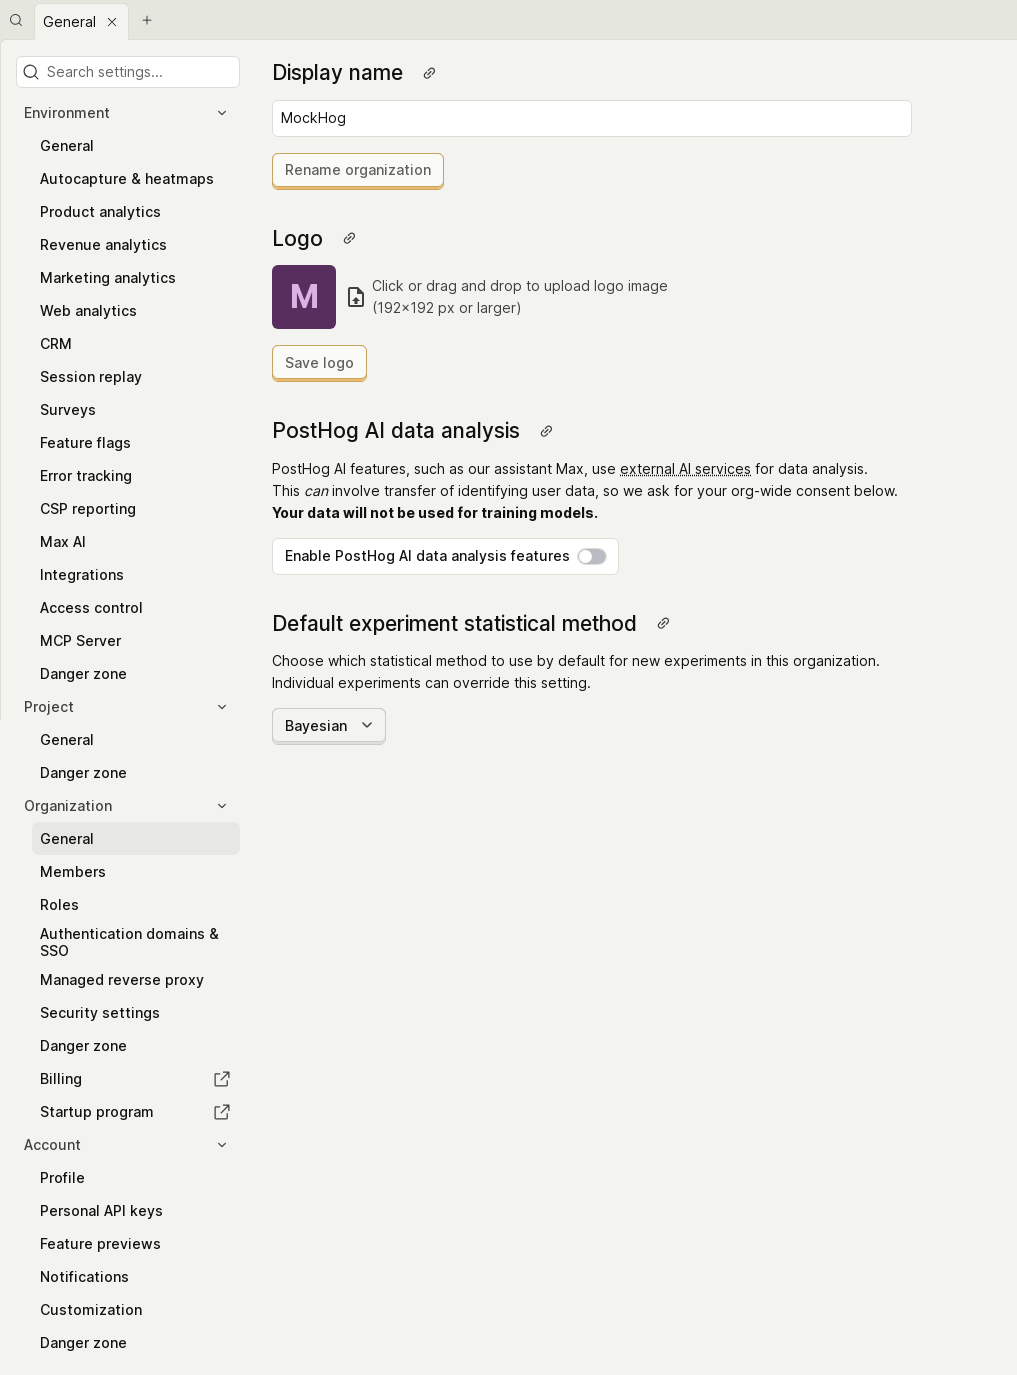 General
Search settings...
Environment
General
Autocapture & heatmaps
Product analytics
Revenue analytics
Marketing analytics
Web analytics
CRM
Session replay
Surveys
Feature flags
Error tracking
CSP reporting
Max AI
Integrations
Access control
MCP Server
Danger zone
Project
General
Danger zone
Organization
General
Members
Roles
Authentication domains &
SSO
Managed reverse proxy
Security settings
Danger zone
Billing
Startup program
Account
Profile
Personal API keys
Feature previews
Notifications
Customization
Danger zone
Display name
MockHog
Rename organization
Logo
M
Click or drag and drop to upload logo image
(192×192 px or larger)
Save logo
PostHog AI data analysis
PostHog AI features, such as our assistant Max, use external AI services for data analysis.
This can involve transfer of identifying user data, so we ask for your org-wide consent below.
Your data will not be used for training models.
Enable PostHog AI data analysis features
Default experiment statistical method
Choose which statistical method to use by default for new experiments in this organization.
Individual experiments can override this setting.
Bayesian